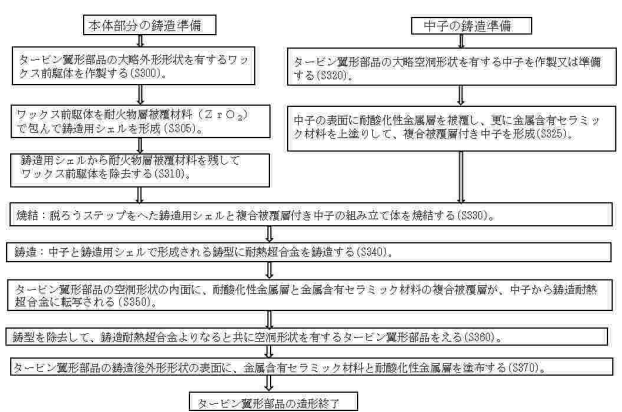 本体部分の鋳造準備
中子の鋳造準備
タービン翼形部品の大略外形形状を有するワッ
クス前駆体を作製する(S300)。
タービン翼形部品の大略空洞形状を有する中子を作製又は準備
する(S320)。
ワックス前駆体を耐火物層被覆材料(ZrO2)
で包んで鋳造用シェルを形成(S305)。
中子の表面に耐酸化性金属層を被覆し、更に金属含有セラミッ
ク材料を上塗りして、複合被覆層付き中子を形成(S325)。
鋳造用シェルから耐火物層被覆材料を残して
ワックス前駆体を除去する(S310)。
焼結:脱ろうステップをへた鋳造用シェルと複合被覆層付き中子の組み立て体を焼結する(S330)。
鋳造:中子と鋳造用シェルで形成される鋳型に耐熱超合金を鋳造する(S340)。
タービン翼形部品の空洞形状の内面に、耐酸化性金属層と金属含有セラミック材料の複合被覆層が、中子から鋳造耐熱
超合金に転写される(S350)。
鋳型を除去して、鋳造耐熱超合金よりなると共に空洞形状を有するタービン翼形部品をえる(S360)。
タービン翼形部品の鋳造後外形形状の表面に、金属含有セラミック材料と耐酸化性金属層を塗布する(S370)。
タービン翼形部品の造形終了